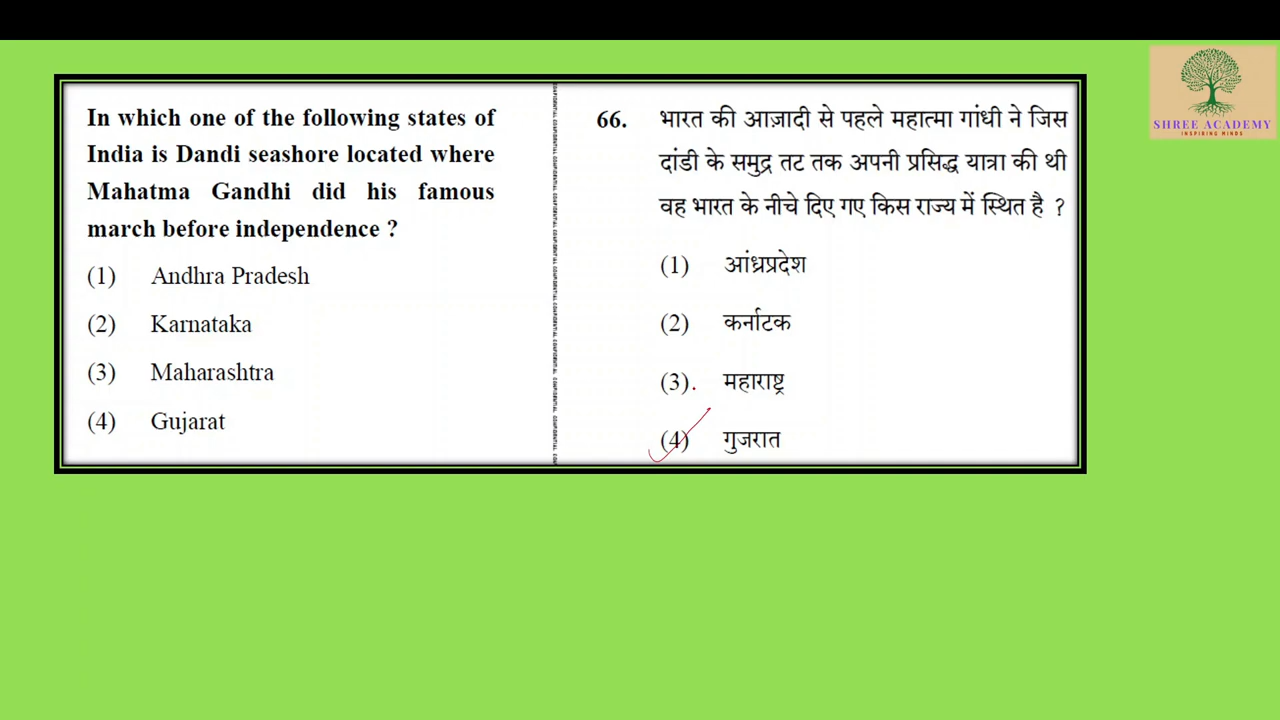 SHREE ACADEMY
INSPIRING MINDS
In which one of the following states of
India is Dandi seashore located where
Mahatma Gandhi did his famous
march before independence ?
(1) Andhra Pradesh
(2) Karnataka
(3) Maharashtra
(4) Gujarat
66. भारत की आज़ादी से पहले महात्मा गांधी ने जिस
दांडी के समुद्र तट तक अपनी प्रसिद्ध यात्रा की थी
वह भारत के नीचे दिए गए किस राज्य में स्थित है ?
(1) आंध्रप्रदेश
(2) कर्नाटक
(3) महाराष्ट्र
(4) गुजरात